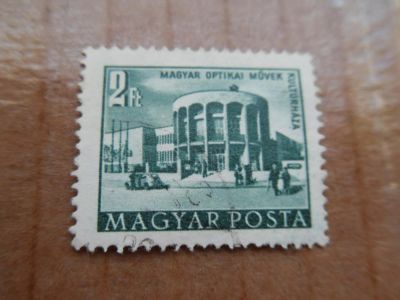 2 Ft
MAGYAR OPTIKAI MŰVEK
KULTÚRHÁZA
MAGYAR POSTA